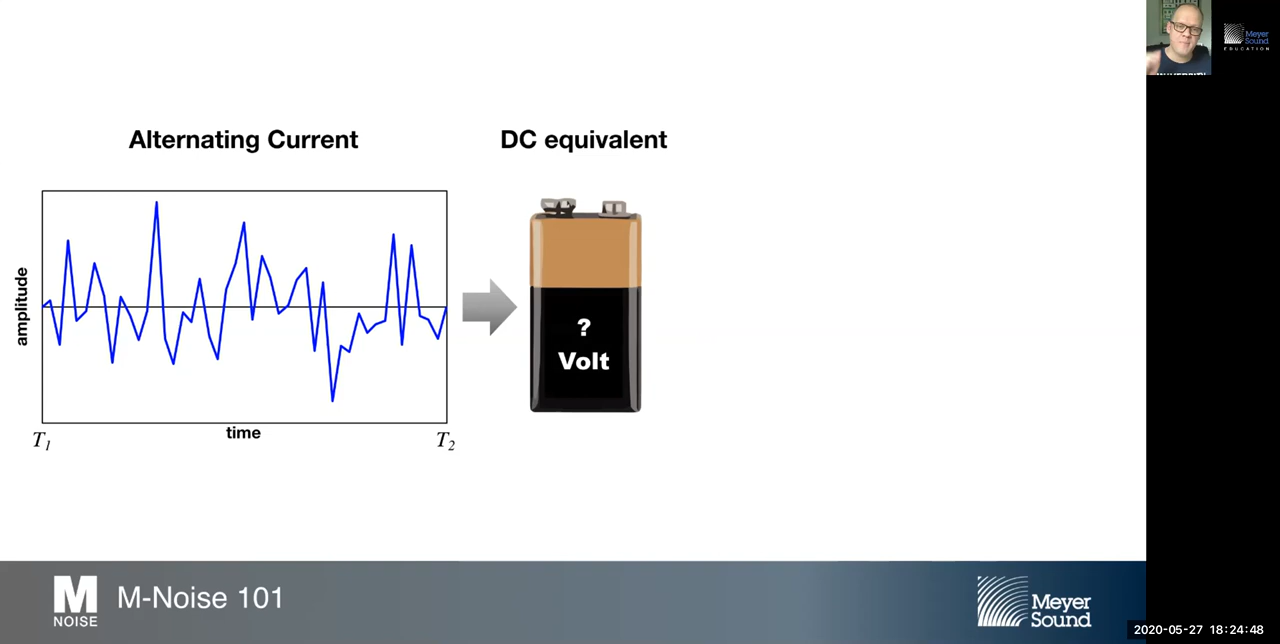 Alternating Current
DC equivalent
amplitude
?
Volt
T1
time
T2
M
NOISE
M-Noise 101
Meyer
Sound
Meyer
Sound
EDUCATION
2020-05-27 18:24:48